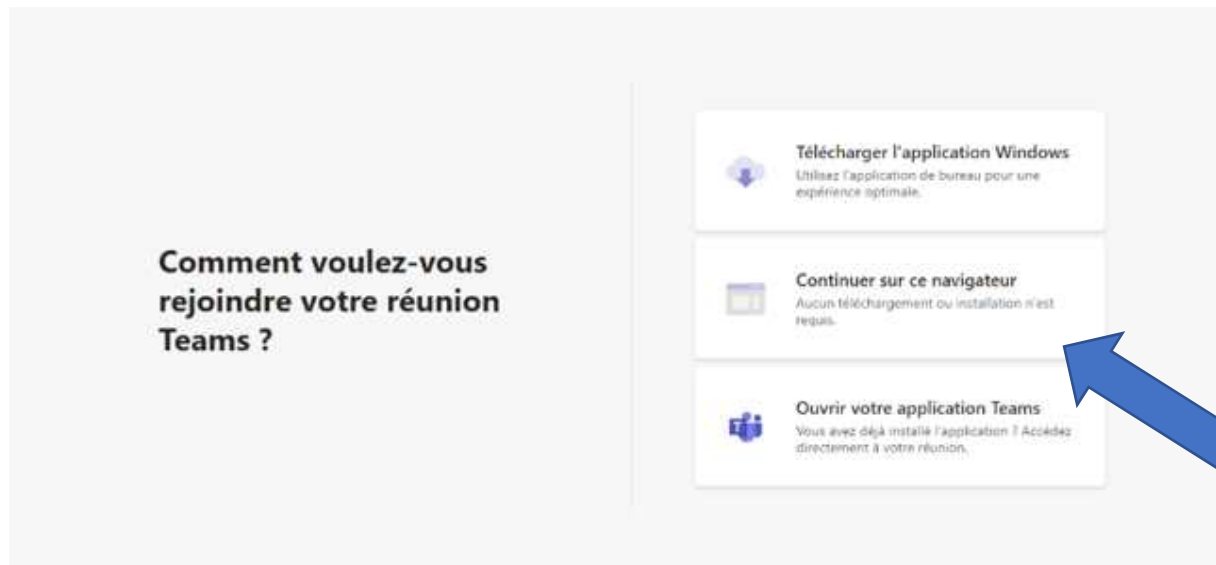 Comment voulez-vous
rejoindre votre réunion
Teams ?
Télécharger l'application Windows
Utilisez l'application de bureau pour une
expérience optimale.
Continuer sur ce navigateur
Aucun téléchargement ou installation n'est
requis.
Ouvrir votre application Teams
Vous avez déjà installé l'application ? Accédez
directement à votre réunion.